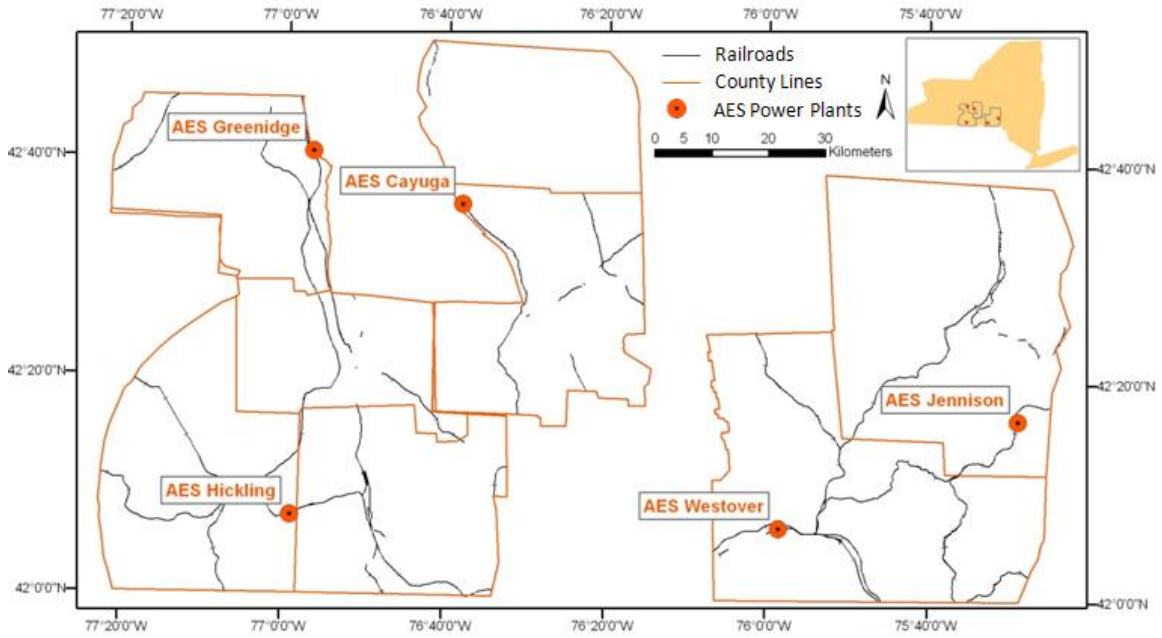 77°20'0"W 77°0'0"W 76°40'0"W 76°20'0"W 76°0'0"W 75°40'0"W
Railroads
County Lines
AES Power Plants
N
0 5 10 20 30
Kilometers
AES Greenidge
42°40'0"N
42°40'0"N
AES Cayuga
42°20'0"N
42°20'0"N
AES Jennison
AES Hickling
AES Westover
42°0'0"N
42°0'0"N
77°20'0"W 77°0'0"W 76°40'0"W 76°20'0"W 76°0'0"W 75°40'0"W